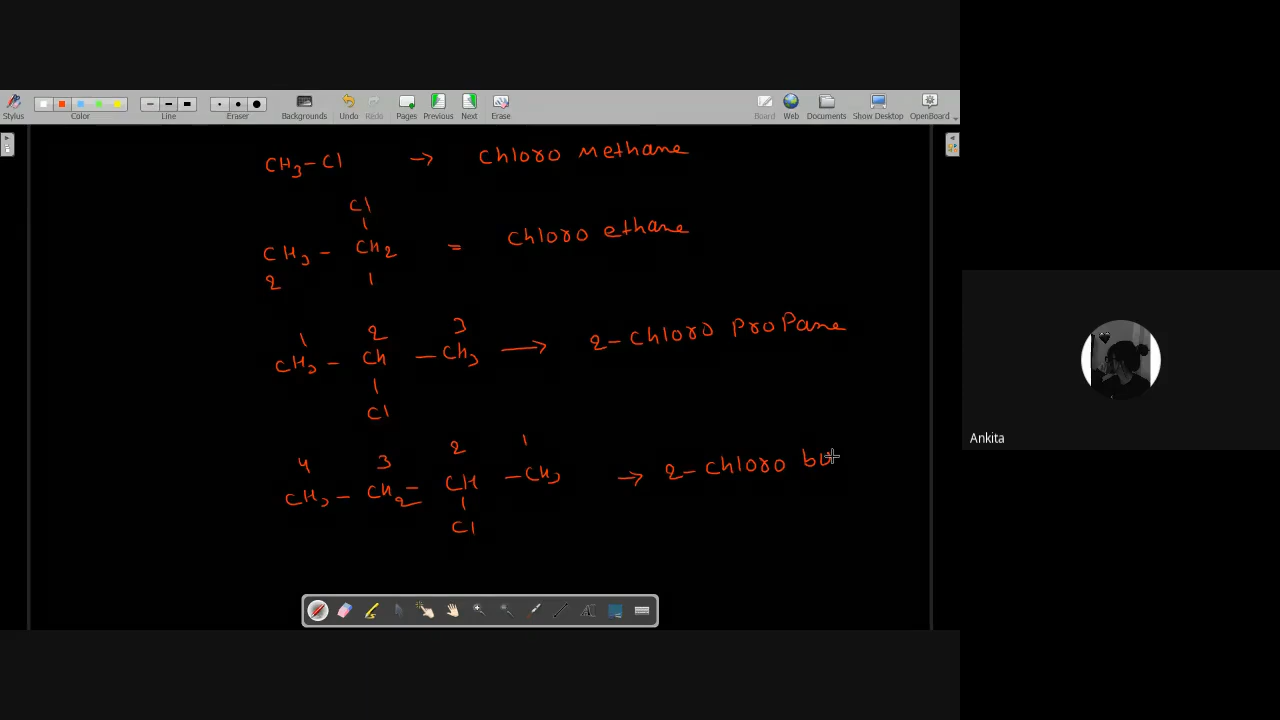 Stylus Color Line Eraser Backgrounds Undo Redo Pages Previous Next Erase Board Web Documents Show Desktop OpenBoard
CH3-Cl → Chloro Methane
Cl
CH3 - CH2 = Chloro ethane
2 1
1 2 3
CH3 - CH - CH3 → 2- Chloro ProPane
Cl
4 3 2 1
CH3 - CH2 - CH - CH3 → 2- Chloro bu
Cl
Ankita